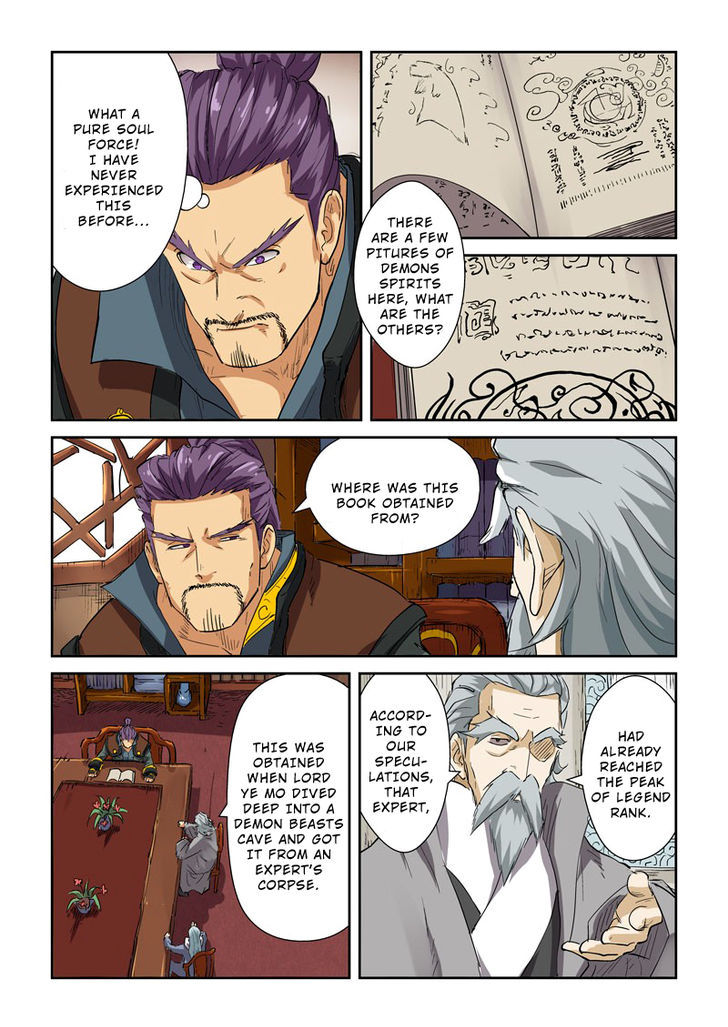 WHAT A
PURE SOUL
FORCE!
I HAVE
NEVER
EXPERIENCED
THIS
BEFORE...
THERE
ARE A FEW
PITURES OF
DEMONS
SPIRITS
HERE, WHAT
ARE THE
OTHERS?
WHERE WAS THIS
BOOK OBTAINED
FROM?
THIS WAS
OBTAINED
WHEN LORD
YE MO DIVED
DEEP INTO A
DEMON BEASTS
CAVE AND GOT
IT FROM AN
EXPERT'S
CORPSE.
ACCORD-
ING TO
OUR
SPECU-
LATIONS,
THAT
EXPERT,
HAD
ALREADY
REACHED
THE PEAK
OF LEGEND
RANK.